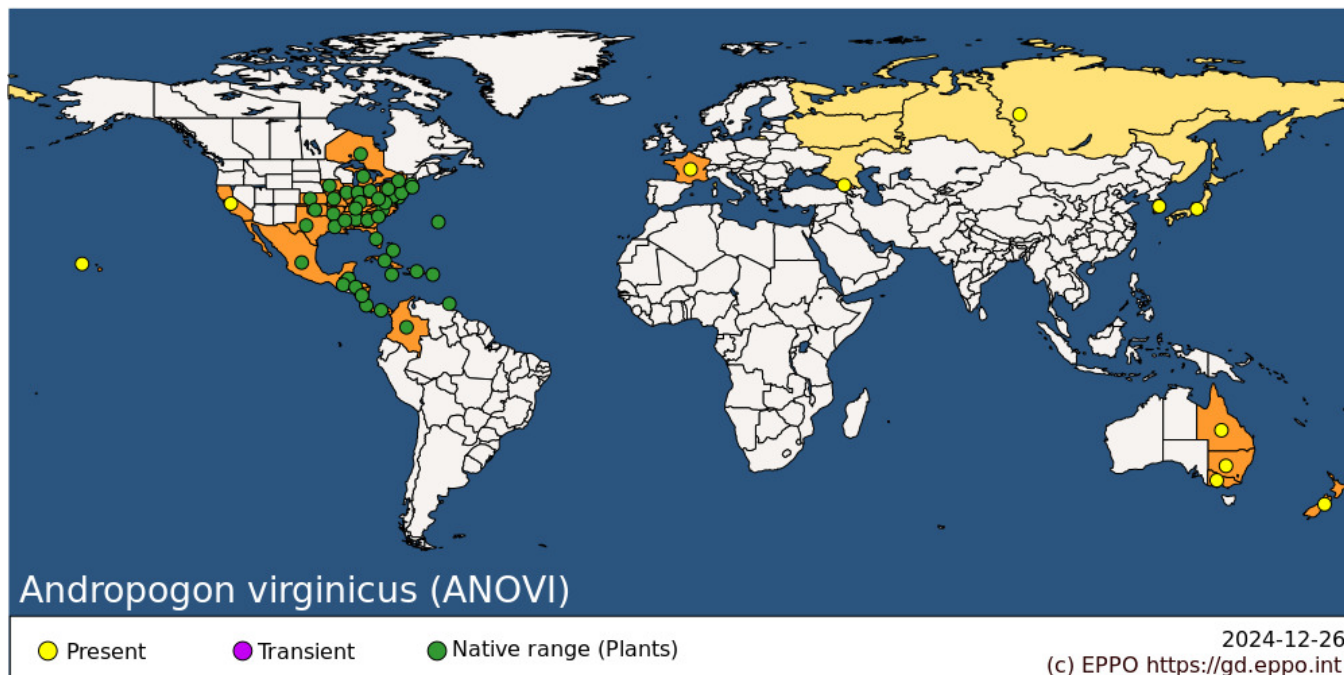 Andropogon virginicus (ANOVI)
Present
Transient
Native range (Plants)
2024-12-26
(c) EPPO https://gd.eppo.int